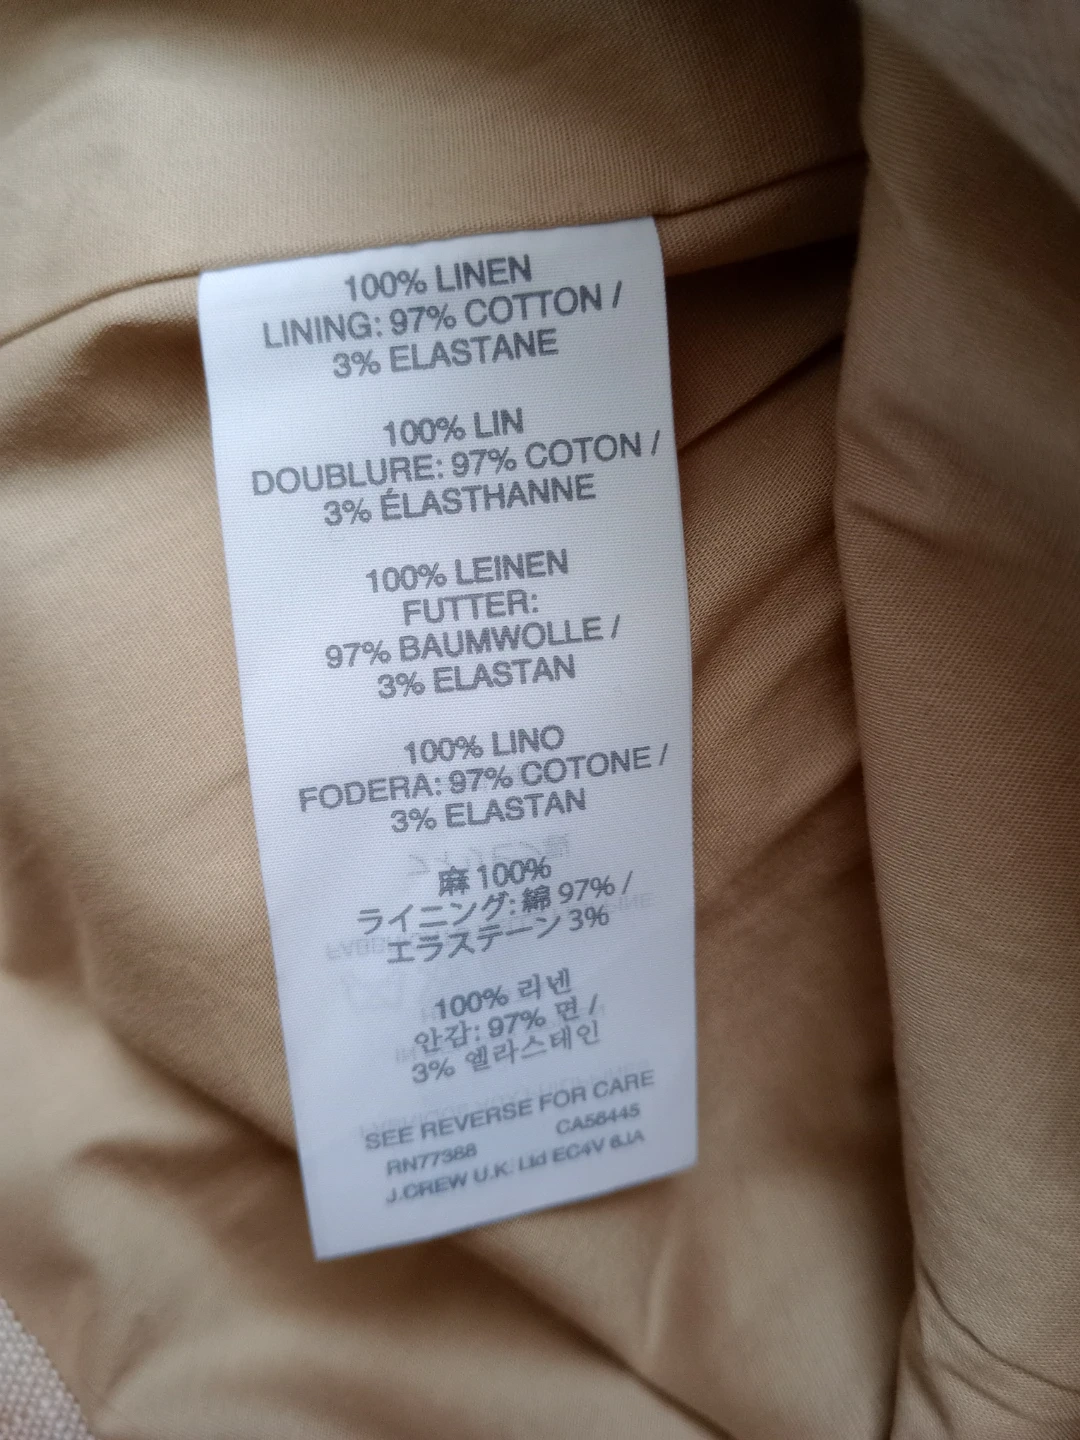 100% LINEN
LINING: 97% COTTON /
3% ELASTANE
100% LIN
DOUBLURE: 97% COTON /
3% ÉLASTHANNE
100% LEINEN
FUTTER:
97% BAUMWOLLE /
3% ELASTAN
100% LINO
FODERA: 97% COTONE /
3% ELASTAN
麻 100%
ライニング: 綿 97% /
エラステーン 3%
100% 리넨
안감: 97% 면 /
3% 엘라스테인
SEE REVERSE FOR CARE
RN77388 CA56445
J.CREW U.K. Ltd EC4V 6JA